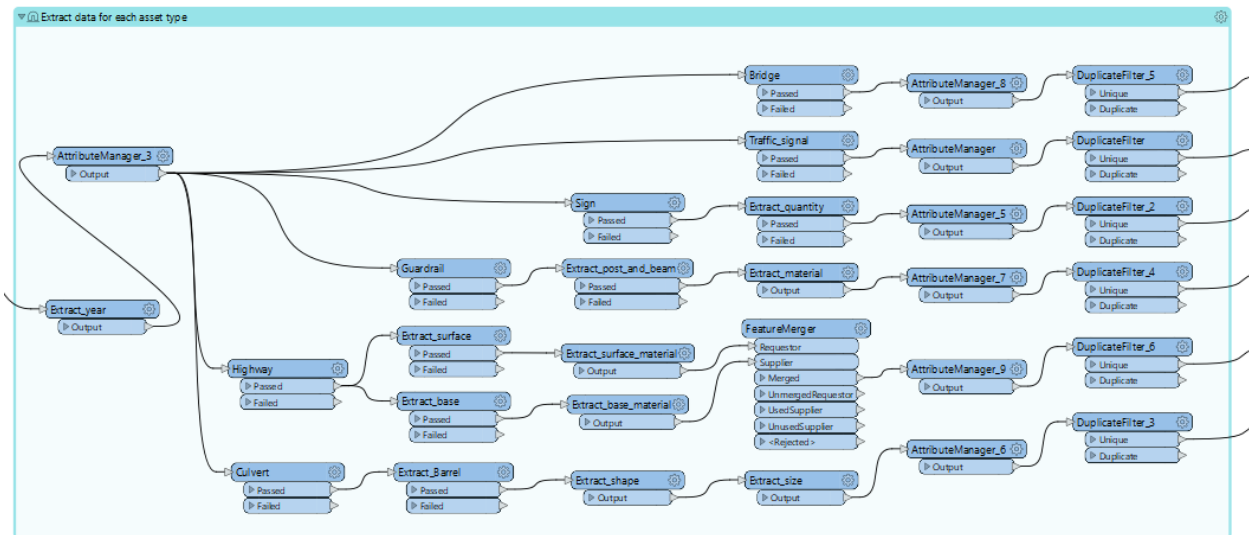 Extract data for each asset type
Bridge
Passed
Failed
AttributeManager_8
Output
DuplicateFilter_5
Unique
Duplicate
AttributeManager_3
Output
Traffic_signal
Passed
Failed
AttributeManager
Output
DuplicateFilter
Unique
Duplicate
Sign
Passed
Failed
Extract_quantity
Passed
Failed
AttributeManager_5
Output
DuplicateFilter_2
Unique
Duplicate
Guardrail
Passed
Failed
Extract_post_and_beam
Passed
Failed
Extract_material
Output
AttributeManager_7
Output
DuplicateFilter_4
Unique
Duplicate
Extract_year
Output
Highway
Passed
Failed
Extract_surface
Passed
Failed
Extract_surface_material
Output
Extract_base
Passed
Failed
Extract_base_material
Output
FeatureMerger
Requestor
Supplier
Merged
UnmergedRequestor
UsedSupplier
UnusedSupplier
<Rejected>
AttributeManager_9
Output
DuplicateFilter_6
Unique
Duplicate
Culvert
Passed
Failed
Extract_Barrel
Passed
Failed
Extract_shape
Output
Extract_size
Output
AttributeManager_6
Output
DuplicateFilter_3
Unique
Duplicate